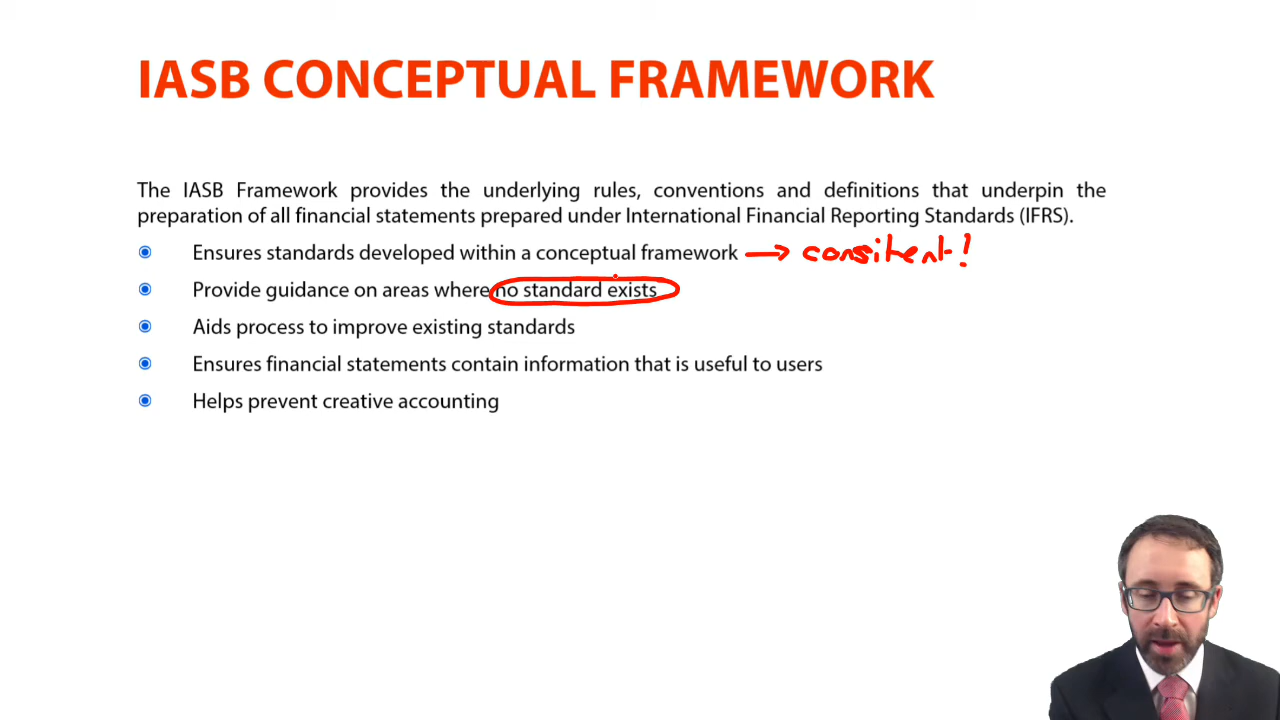 IASB CONCEPTUAL FRAMEWORK
The IASB Framework provides the underlying rules, conventions and definitions that underpin the
preparation of all financial statements prepared under International Financial Reporting Standards (IFRS).
Ensures standards developed within a conceptual framework → consitent!
Provide guidance on areas where no standard exists
Aids process to improve existing standards
Ensures financial statements contain information that is useful to users
Helps prevent creative accounting